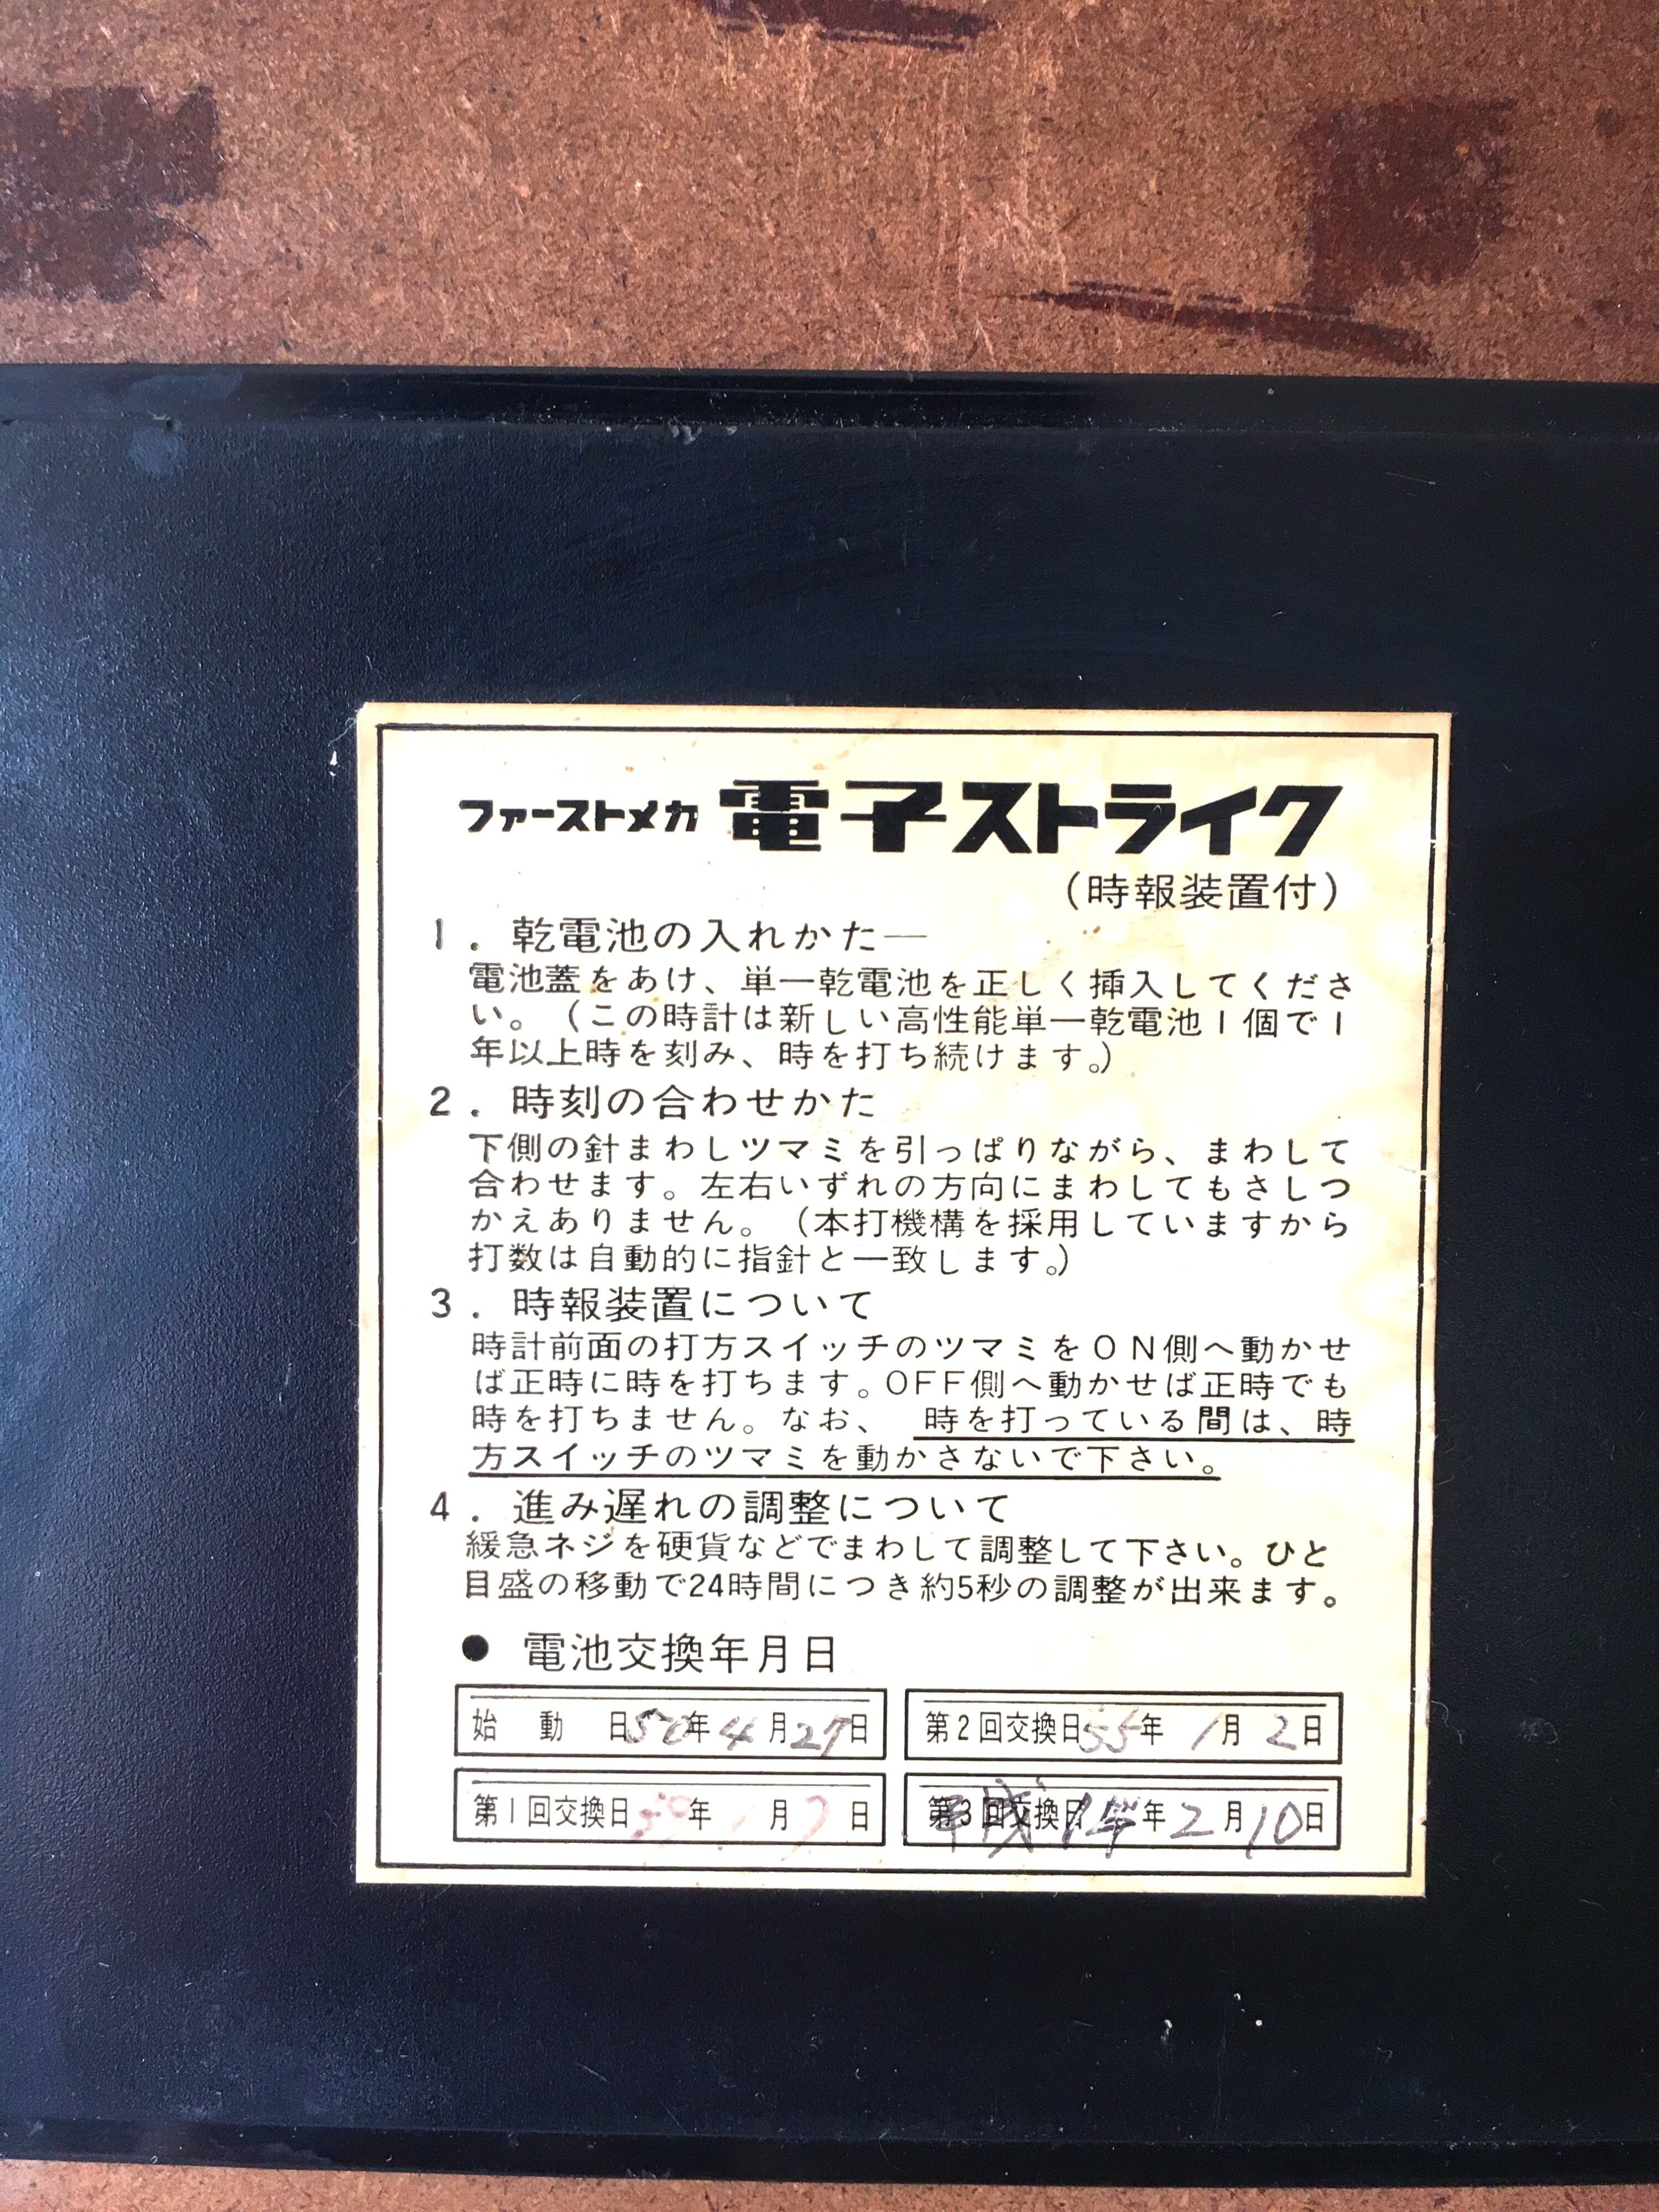 ファーストメカ 電子ストライク
(時報装置付)
1. 乾電池の入れかた―
電池蓋をあけ、単一乾電池を正しく挿入してくださ
い。(この時計は新しい高性能単一乾電池1個で1
年以上時を刻み、時を打ち続けます。)
2. 時刻の合わせかた
下側の針まわしツマミを引っぱりながら、まわして
合わせます。左右いずれの方向にまわしてもさしつ
かえありません。(本打機構を採用していますから
打数は自動的に指針と一致します。)
3. 時報装置について
時計前面の打方スイッチのツマミをON側へ動かせ
ば正時に時を打ちます。OFF側へ動かせば正時でも
時を打ちません。なお、 時を打っている間は、時
方スイッチのツマミを動かさないで下さい。
4. 進み遅れの調整について
緩急ネジを硬貨などでまわして調整して下さい。ひと
目盛の移動で24時間につき約5秒の調整が出来ます。
● 電池交換年月日
始動日50年4月27日
第2回交換日55年1月2日
第1回交換日 年 月7日
第3回交換日平成 年2月10日